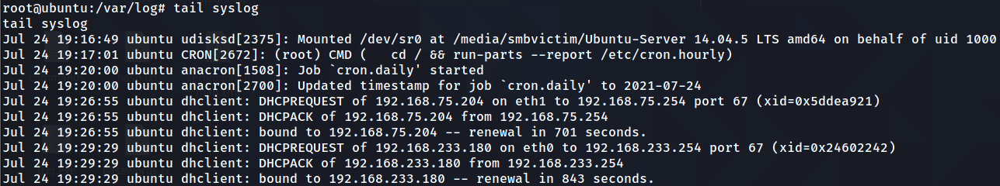 root@ubuntu:/var/log# tail syslog
tail syslog
Jul 24 19:16:49 ubuntu udisksd[2375]: Mounted /dev/sr0 at /media/smbvictim/Ubuntu-Server 14.04.5 LTS amd64 on behalf of uid 1000
Jul 24 19:17:01 ubuntu CRON[2672]: (root) CMD (   cd / && run-parts --report /etc/cron.hourly)
Jul 24 19:20:00 ubuntu anacron[1508]: Job `cron.daily' started
Jul 24 19:20:00 ubuntu anacron[2700]: Updated timestamp for job `cron.daily' to 2021-07-24
Jul 24 19:26:55 ubuntu dhclient: DHCPREQUEST of 192.168.75.204 on eth1 to 192.168.75.254 port 67 (xid=0x5ddea921)
Jul 24 19:26:55 ubuntu dhclient: DHCPACK of 192.168.75.204 from 192.168.75.254
Jul 24 19:26:55 ubuntu dhclient: bound to 192.168.75.204 -- renewal in 701 seconds.
Jul 24 19:29:29 ubuntu dhclient: DHCPREQUEST of 192.168.233.180 on eth0 to 192.168.233.254 port 67 (xid=0x24602242)
Jul 24 19:29:29 ubuntu dhclient: DHCPACK of 192.168.233.180 from 192.168.233.254
Jul 24 19:29:29 ubuntu dhclient: bound to 192.168.233.180 -- renewal in 843 seconds.